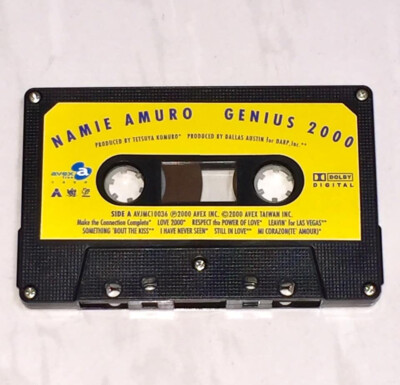 NAMIE AMURO GENIUS 2000
PRODUCED BY TETSUYA KOMURO* PRODUCED BY DALLAS AUSTIN for DARP, Inc.**
avex
a
DOLBY
DIGITAL
SIDE A AVJMC10036 ℗2000 AVEX INC. ©2000 AVEX TAIWAN INC.
Make the Connection Complete* LOVE 2000* RESPECT the POWER OF LOVE* LEAVIN' for LAS VEGAS**
SOMETHING 'BOUT THE KISS** I HAVE NEVER SEEN* STILL IN LOVE** MI CORAZON(TE' AMOUR)*